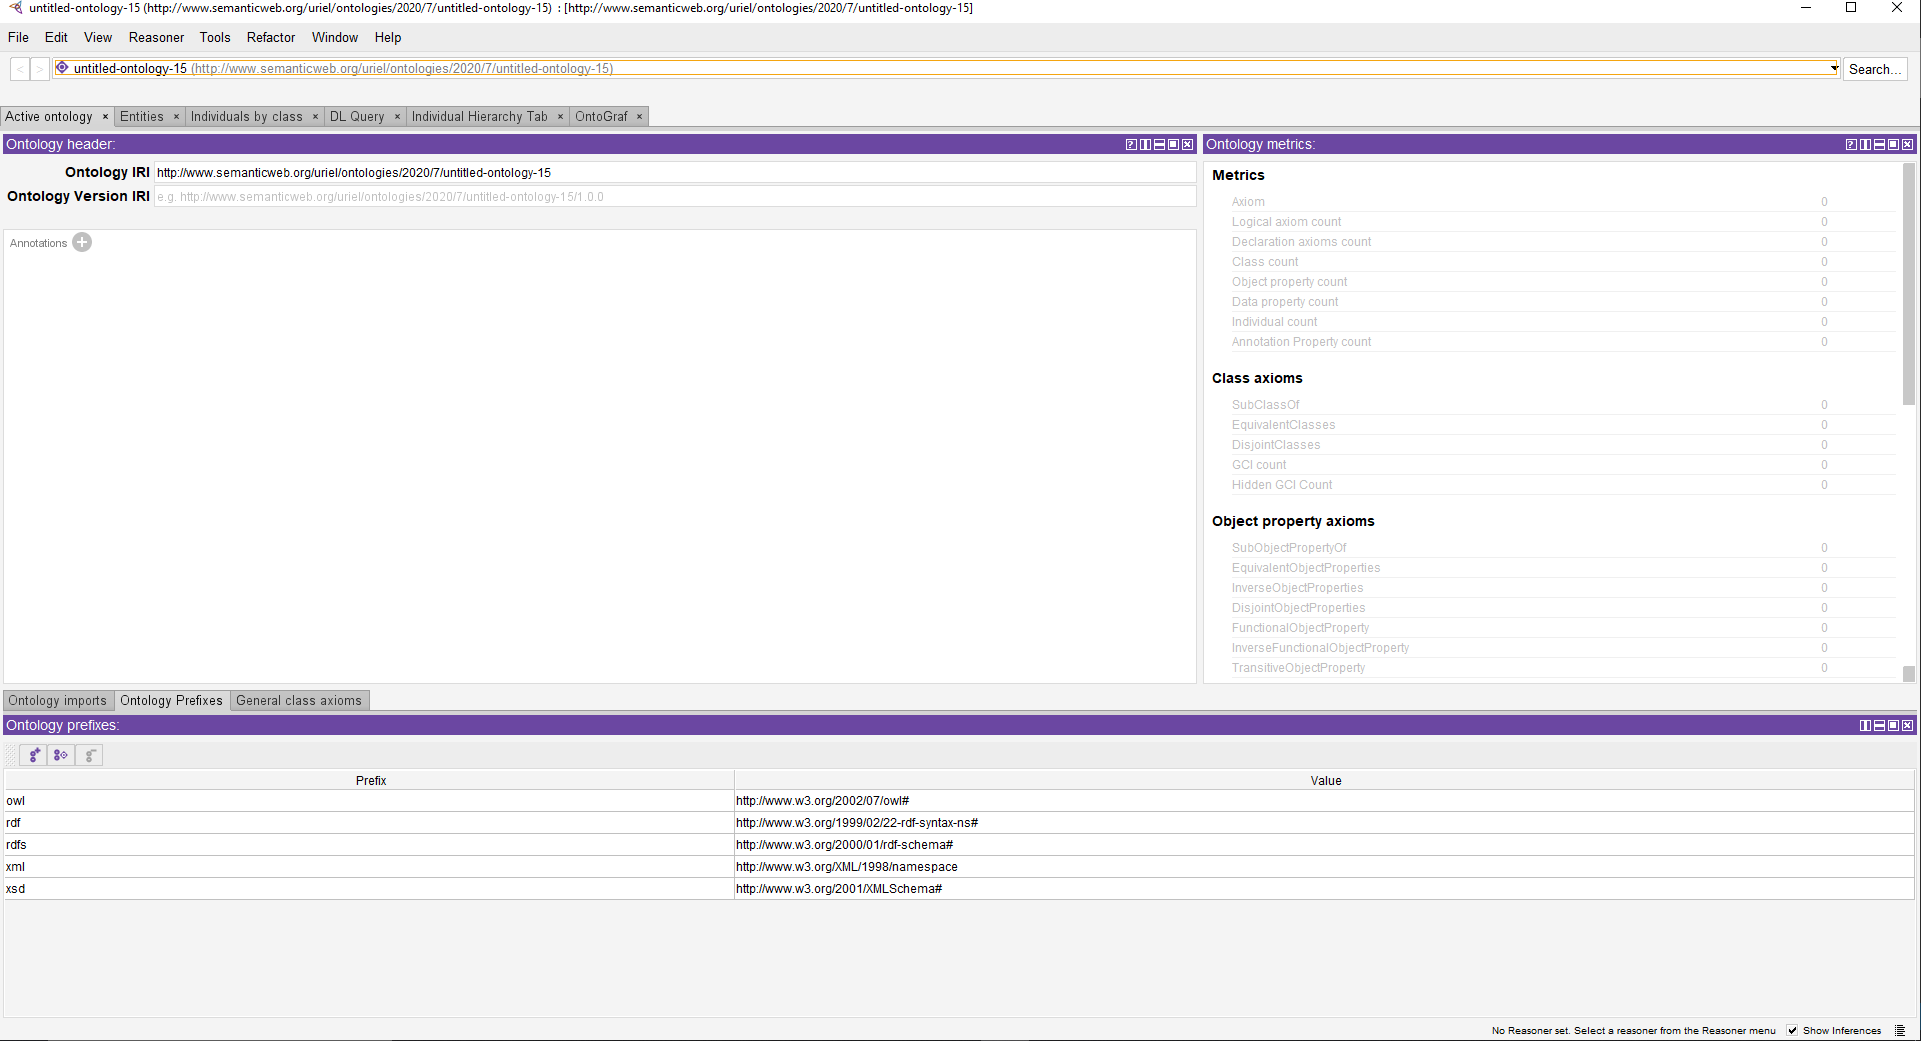 untitled-ontology-15 (http://www.semanticweb.org/uriel/ontologies/2020/7/untitled-ontology-15)  : [http://www.semanticweb.org/uriel/ontologies/2020/7/untitled-ontology-15]
File Edit View Reasoner Tools Refactor Window Help
< > untitled-ontology-15 (http://www.semanticweb.org/uriel/ontologies/2020/7/untitled-ontology-15) Search...
Active ontology × Entities × Individuals by class × DL Query × Individual Hierarchy Tab × OntoGraf ×
Ontology header:
Ontology IRI http://www.semanticweb.org/uriel/ontologies/2020/7/untitled-ontology-15
Ontology Version IRI e.g. http://www.semanticweb.org/uriel/ontologies/2020/7/untitled-ontology-15/1.0.0
Annotations
Ontology metrics:
Metrics
Axiom 0
Logical axiom count 0
Declaration axioms count 0
Class count 0
Object property count 0
Data property count 0
Individual count 0
Annotation Property count 0
Class axioms
SubClassOf 0
EquivalentClasses 0
DisjointClasses 0
GCI count 0
Hidden GCI Count 0
Object property axioms
SubObjectPropertyOf 0
EquivalentObjectProperties 0
InverseObjectProperties 0
DisjointObjectProperties 0
FunctionalObjectProperty 0
InverseFunctionalObjectProperty 0
TransitiveObjectProperty 0
Ontology imports Ontology Prefixes General class axioms
Ontology prefixes:
Prefix Value
owl http://www.w3.org/2002/07/owl#
rdf http://www.w3.org/1999/02/22-rdf-syntax-ns#
rdfs http://www.w3.org/2000/01/rdf-schema#
xml http://www.w3.org/XML/1998/namespace
xsd http://www.w3.org/2001/XMLSchema#
No Reasoner set. Select a reasoner from the Reasoner menu Show Inferences